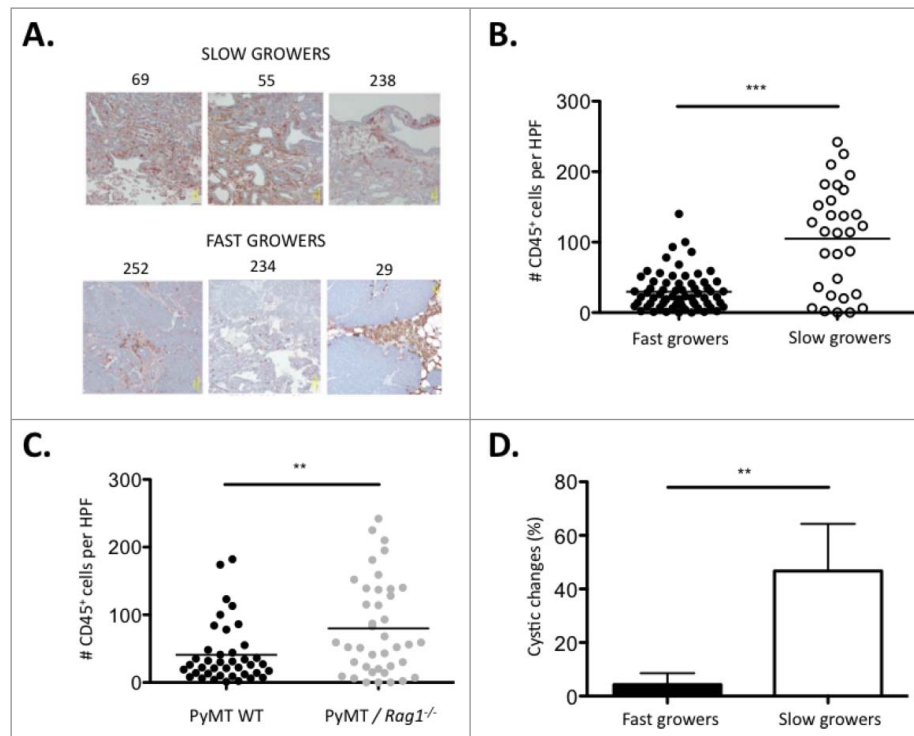 A.
SLOW GROWERS
69 55 238
FAST GROWERS
252 234 29
B.
***
300
200
100
0
# CD45+ cells per HPF
Fast growers Slow growers
C.
**
300
200
100
0
# CD45+ cells per HPF
PyMT WT PyMT / Rag1-/-
D.
**
80
60
40
20
0
Cystic changes (%)
Fast growers Slow growers